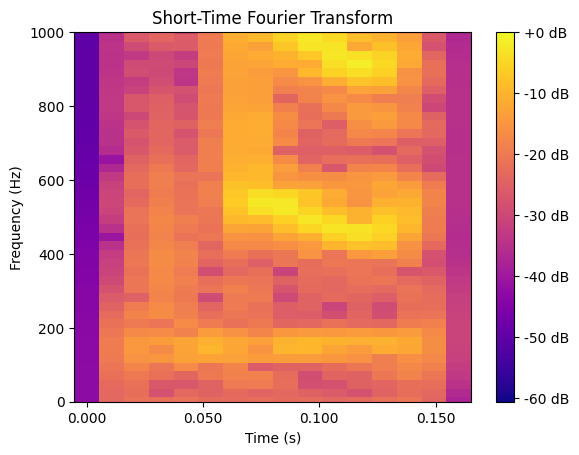 Short-Time Fourier Transform
1000
800
600
400
200
0
Frequency (Hz)
0.000
0.050
0.100
0.150
Time (s)
+0 dB
-10 dB
-20 dB
-30 dB
-40 dB
-50 dB
-60 dB